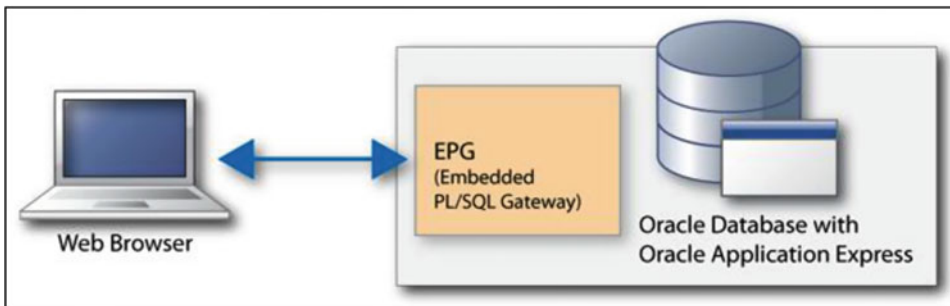 Web Browser
EPG
(Embedded
PL/SQL Gateway)
Oracle Database with
Oracle Application Express